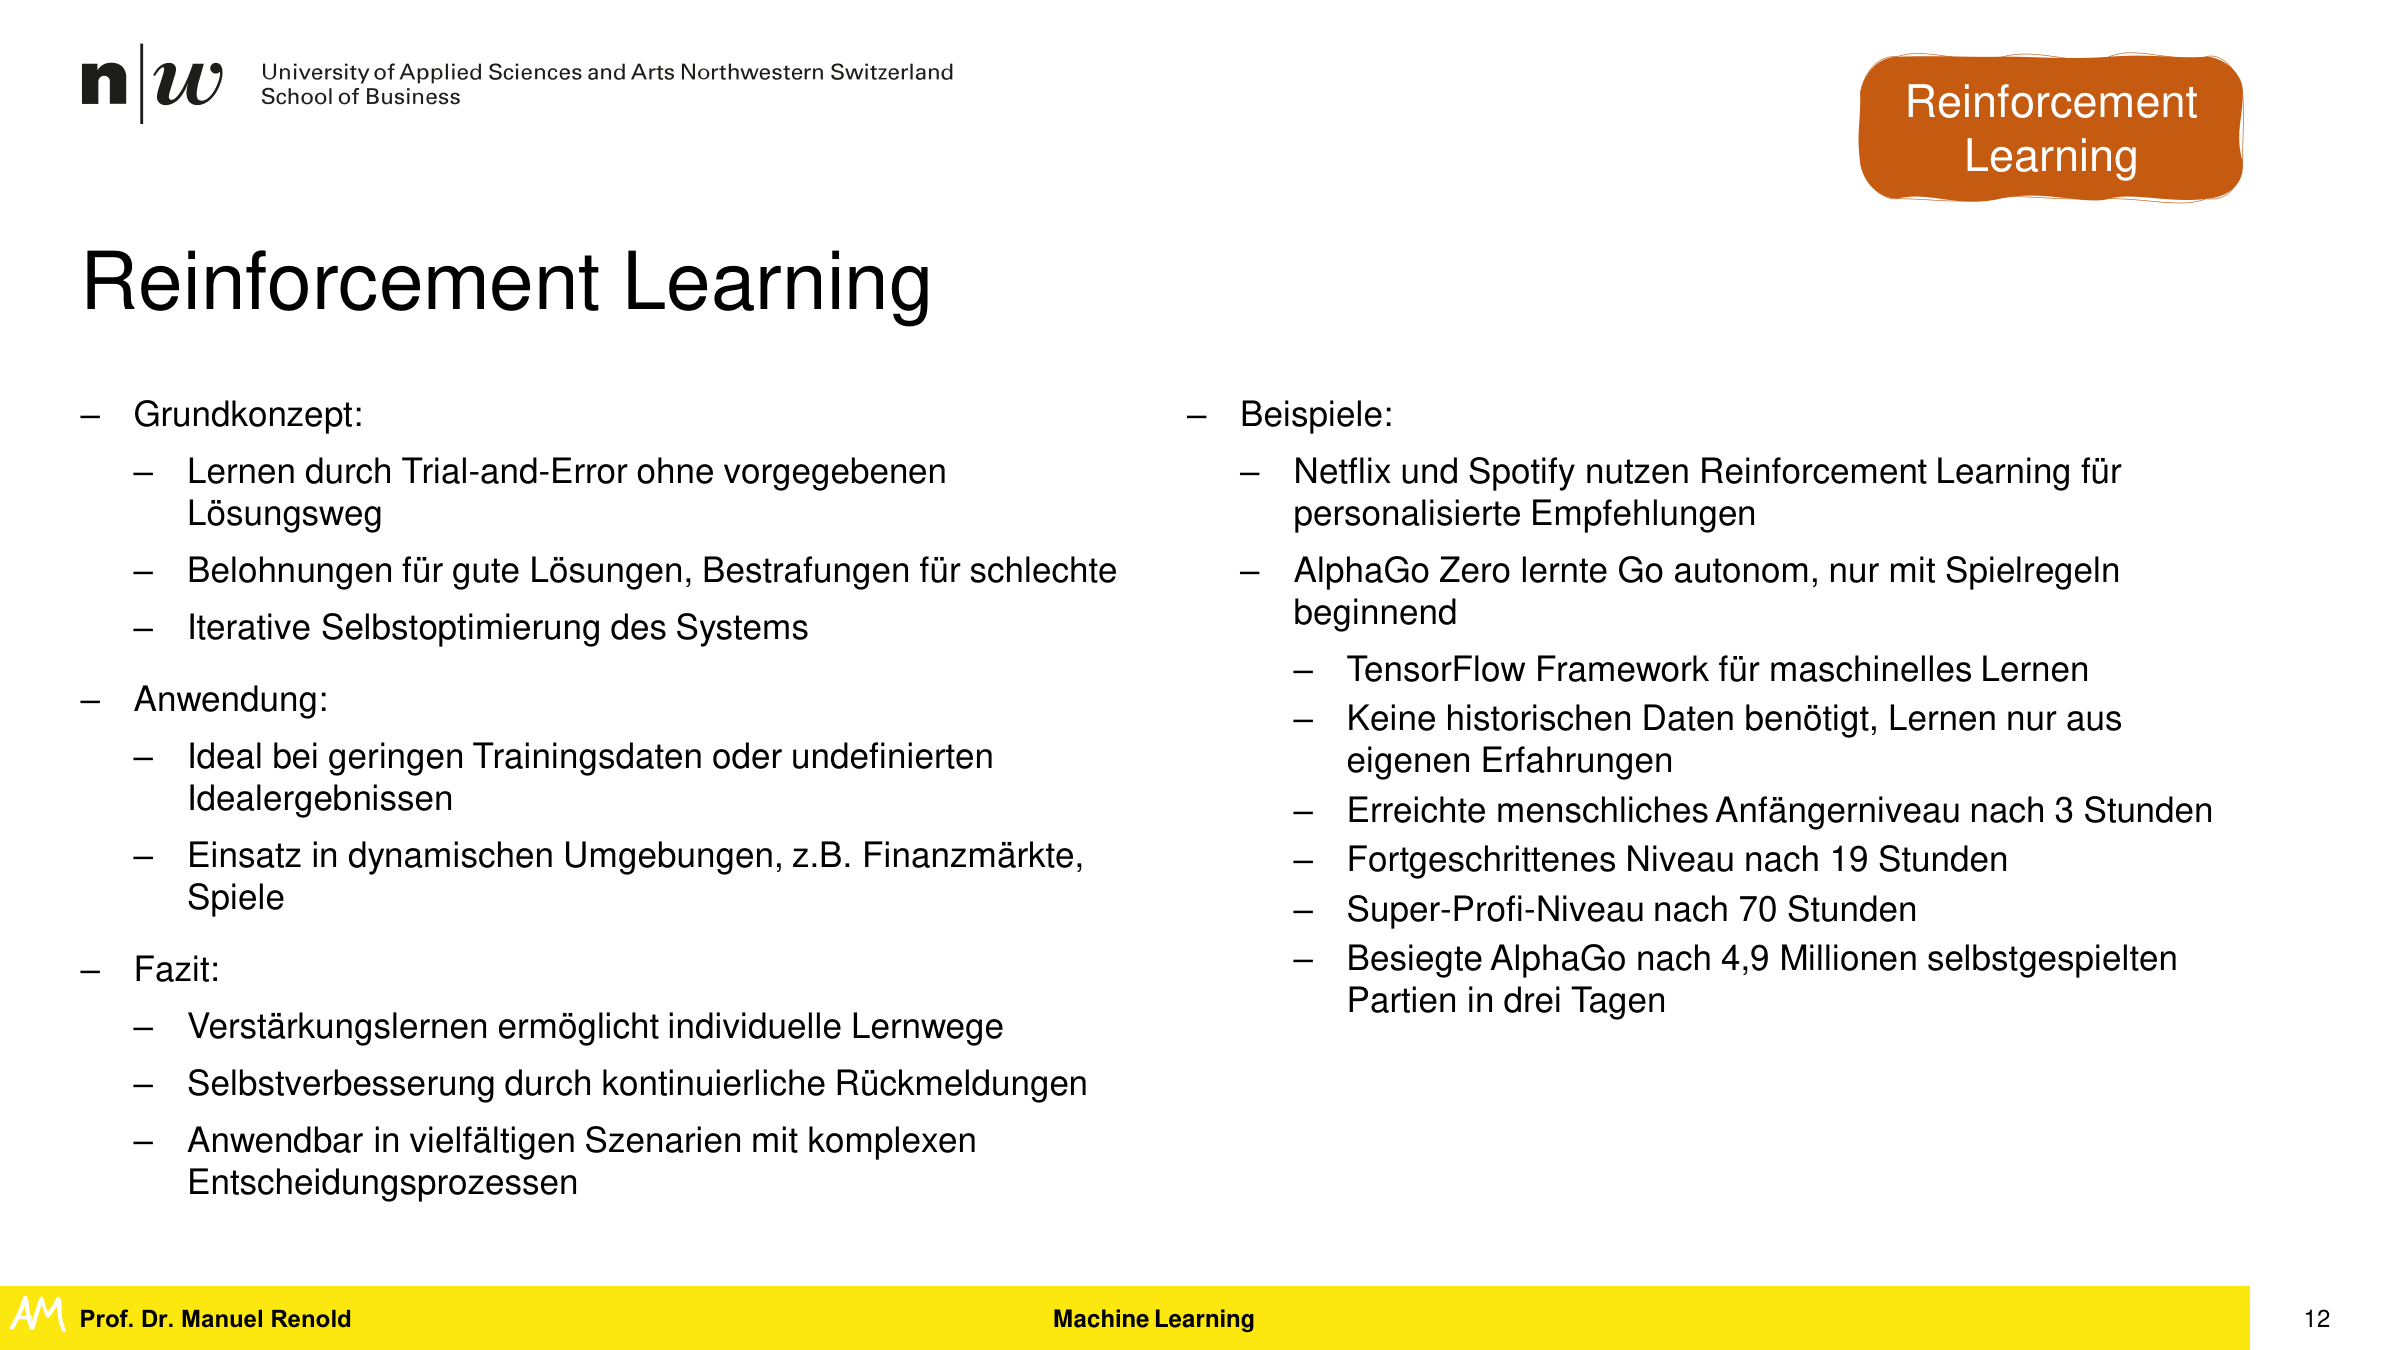 n w University of Applied Sciences and Arts Northwestern Switzerland
School of Business
Reinforcement
Learning
Reinforcement Learning
– Grundkonzept:
– Lernen durch Trial-and-Error ohne vorgegebenen
Lösungsweg
– Belohnungen für gute Lösungen, Bestrafungen für schlechte
– Iterative Selbstoptimierung des Systems
– Anwendung:
– Ideal bei geringen Trainingsdaten oder undefinierten
Idealergebnissen
– Einsatz in dynamischen Umgebungen, z.B. Finanzmärkte,
Spiele
– Fazit:
– Verstärkungslernen ermöglicht individuelle Lernwege
– Selbstverbesserung durch kontinuierliche Rückmeldungen
– Anwendbar in vielfältigen Szenarien mit komplexen
Entscheidungsprozessen
– Beispiele:
– Netflix und Spotify nutzen Reinforcement Learning für
personalisierte Empfehlungen
– AlphaGo Zero lernte Go autonom, nur mit Spielregeln
beginnend
– TensorFlow Framework für maschinelles Lernen
– Keine historischen Daten benötigt, Lernen nur aus
eigenen Erfahrungen
– Erreichte menschliches Anfängerniveau nach 3 Stunden
– Fortgeschrittenes Niveau nach 19 Stunden
– Super-Profi-Niveau nach 70 Stunden
– Besiegte AlphaGo nach 4,9 Millionen selbstgespielten
Partien in drei Tagen
AM Prof. Dr. Manuel Renold
Machine Learning
12